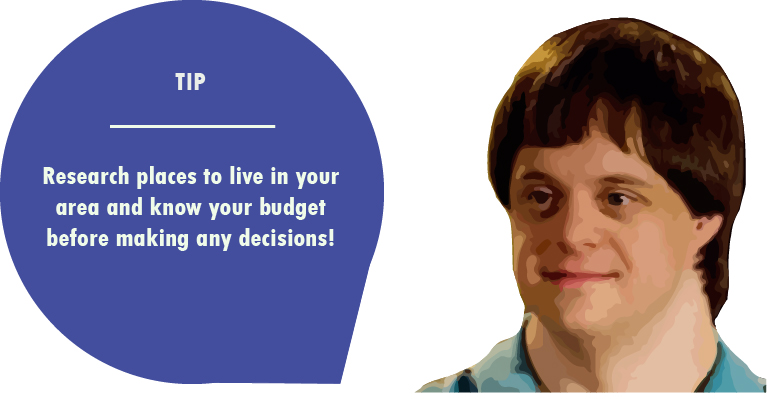 TIP
Research places to live in your
area and know your budget
before making any decisions!